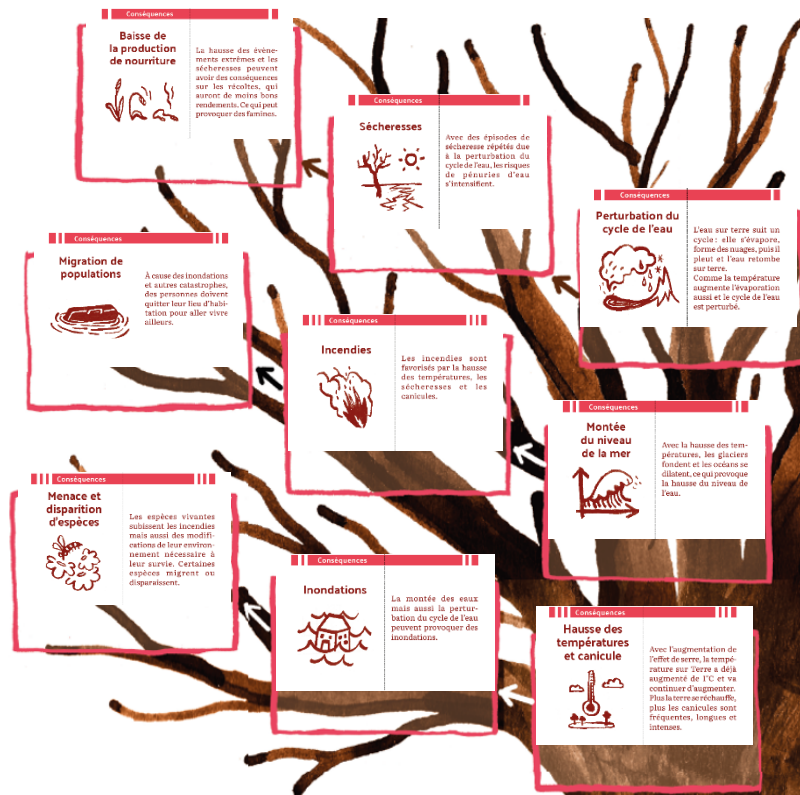 Conséquences
Baisse de
la production
de nourriture
La hausse des évène-
ments extrêmes et les
sécheresses peuvent
avoir des conséquences
sur les récoltes, qui
auront de moins bons
rendements. Ce qui peut
provoquer des famines.
Conséquences
Sécheresses
Avec des épisodes de
sécheresse répétés due
à la perturbation du
cycle de l'eau, les risques
de pénuries d'eau
s'intensifient.
Conséquences
Perturbation du
cycle de l'eau
L'eau sur terre suit un
cycle : elle s'évapore,
forme des nuages, puis il
pleut et l'eau retombe
sur terre.
Comme la température
augmente l'évaporation
aussi et le cycle de l'eau
est perturbé.
Conséquences
Migration de
populations
À cause des inondations
et autres catastrophes,
des personnes doivent
quitter leur lieu d'habi-
tation pour aller vivre
ailleurs.
Conséquences
Incendies
Les incendies sont
favorisés par la hausse
des températures, les
sécheresses et les
canicules.
Conséquences
Montée
du niveau
de la mer
Avec la hausse des tem-
pératures, les glaciers
fondent et les océans se
dilatent, ce qui provoque
la hausse du niveau de
l'eau.
Conséquences
Menace et
disparition
d'espèces
Les espèces vivantes
subissent les incendies
mais aussi des modifi-
cations de leur environ-
nement nécessaire à
leur survie. Certaines
espèces migrent ou
disparaissent.
Conséquences
Inondations
La montée des eaux
mais aussi la pertur-
bation du cycle de l'eau
peuvent provoquer des
inondations.
Conséquences
Hausse des
températures
et canicule
Avec l'augmentation de
l'effet de serre, la tempé-
rature sur Terre a déjà
augmenté de 1°C et va
continuer d'augmenter.
Plus la terre se réchauffe,
plus les canicules sont
fréquentes, longues et
intenses.